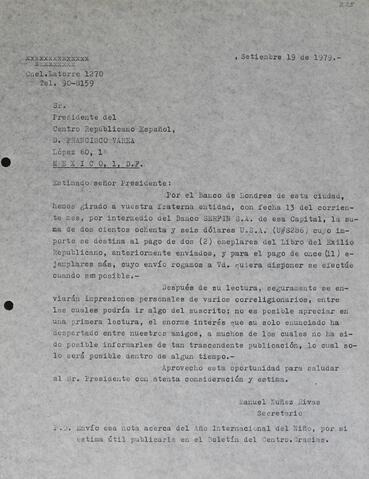 , Setiembre 19 de 1979.-
xxxxxxxxxxxxx
xxxxxxxxx
Cnel.Latorre 1270
Tel. 90-8159
Sr.
Presidente del
Centro Republicano Español,
D. FRANCISCO VAREA
López 60, 1º
M E X I C O, 1, D.F.
Estimado señor Presidente:
Por el Banco de Londres de esta ciudad,
hemos girado a vuestra fraterna entidad, con fecha 13 del corrien-
te mes, por intermedio del Banco SERFIN S.A. de esa Capital, la su-
ma de dos cientos ochenta y seis dólares U.S.A. (U$S286) cuyo im-
porte se destina al pago de dos (2) emeplares del Libro del Exilio
Republicano, anteriormente enviados, y para el pago de once (11) e-
jemplares más, cuyo envío rogamos a Vd. quiera disponer se efectúe
cuando sea posible.-
Después de su lectura, seguramente se en-
viarán impresiones personales de varios correligionarios, entre
las cuales podría ir algo del suscrito; no es posible apreciar en
una primera lectura, el enorme interés que en solo enunciado ha
despertado entre nuestros amigos, a muchos de los cuales no ha si-
do posible informarles de tan trascendente publicación, lo cual so-
lo será posible dentro de algun tiempo.-
Aprovecho esta oportunidad para saludar
al Sr. Presidente con atenta consideración y estima.
Manuel Nuñez Rivas
Secretario
P.D. Envío esa nota acerca del Año Internacional del Niño, por si
estima útil publicarla en el Boletín del Centro.Gracias.